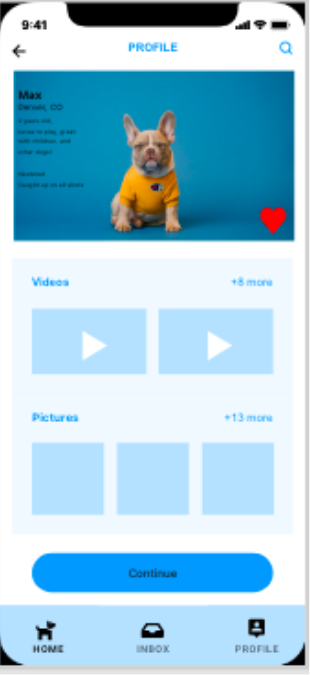 9:41
PROFILE
Max
Denver, CO
2 years old,
loves to play, great
with children, and
other dogs!
Neutered
Caught up on all shots
Videos
+8 more
Pictures
+13 more
Continue
HOME
INBOX
PROFILE